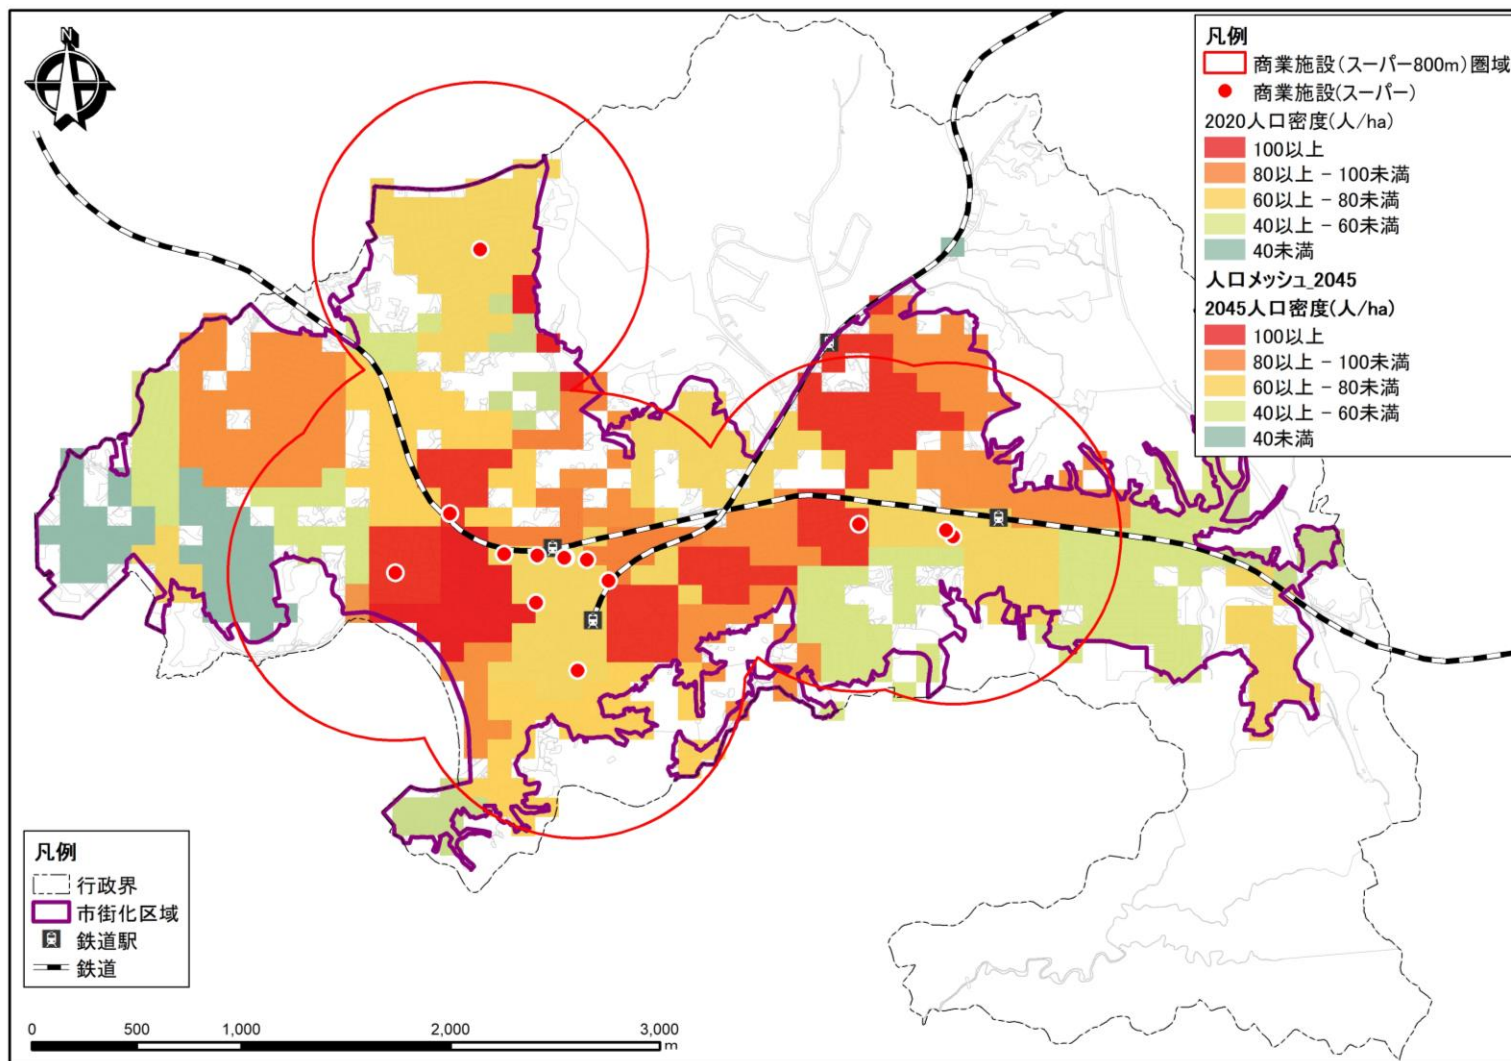 N
凡例
商業施設(スーパー800m)圏域
商業施設(スーパー)
2020人口密度(人/ha)
100以上
80以上 - 100未満
60以上 - 80未満
40以上 - 60未満
40未満
人口メッシュ_2045
2045人口密度(人/ha)
100以上
80以上 - 100未満
60以上 - 80未満
40以上 - 60未満
40未満
凡例
行政界
市街化区域
鉄道駅
鉄道
0 500 1,000 2,000 3,000
m